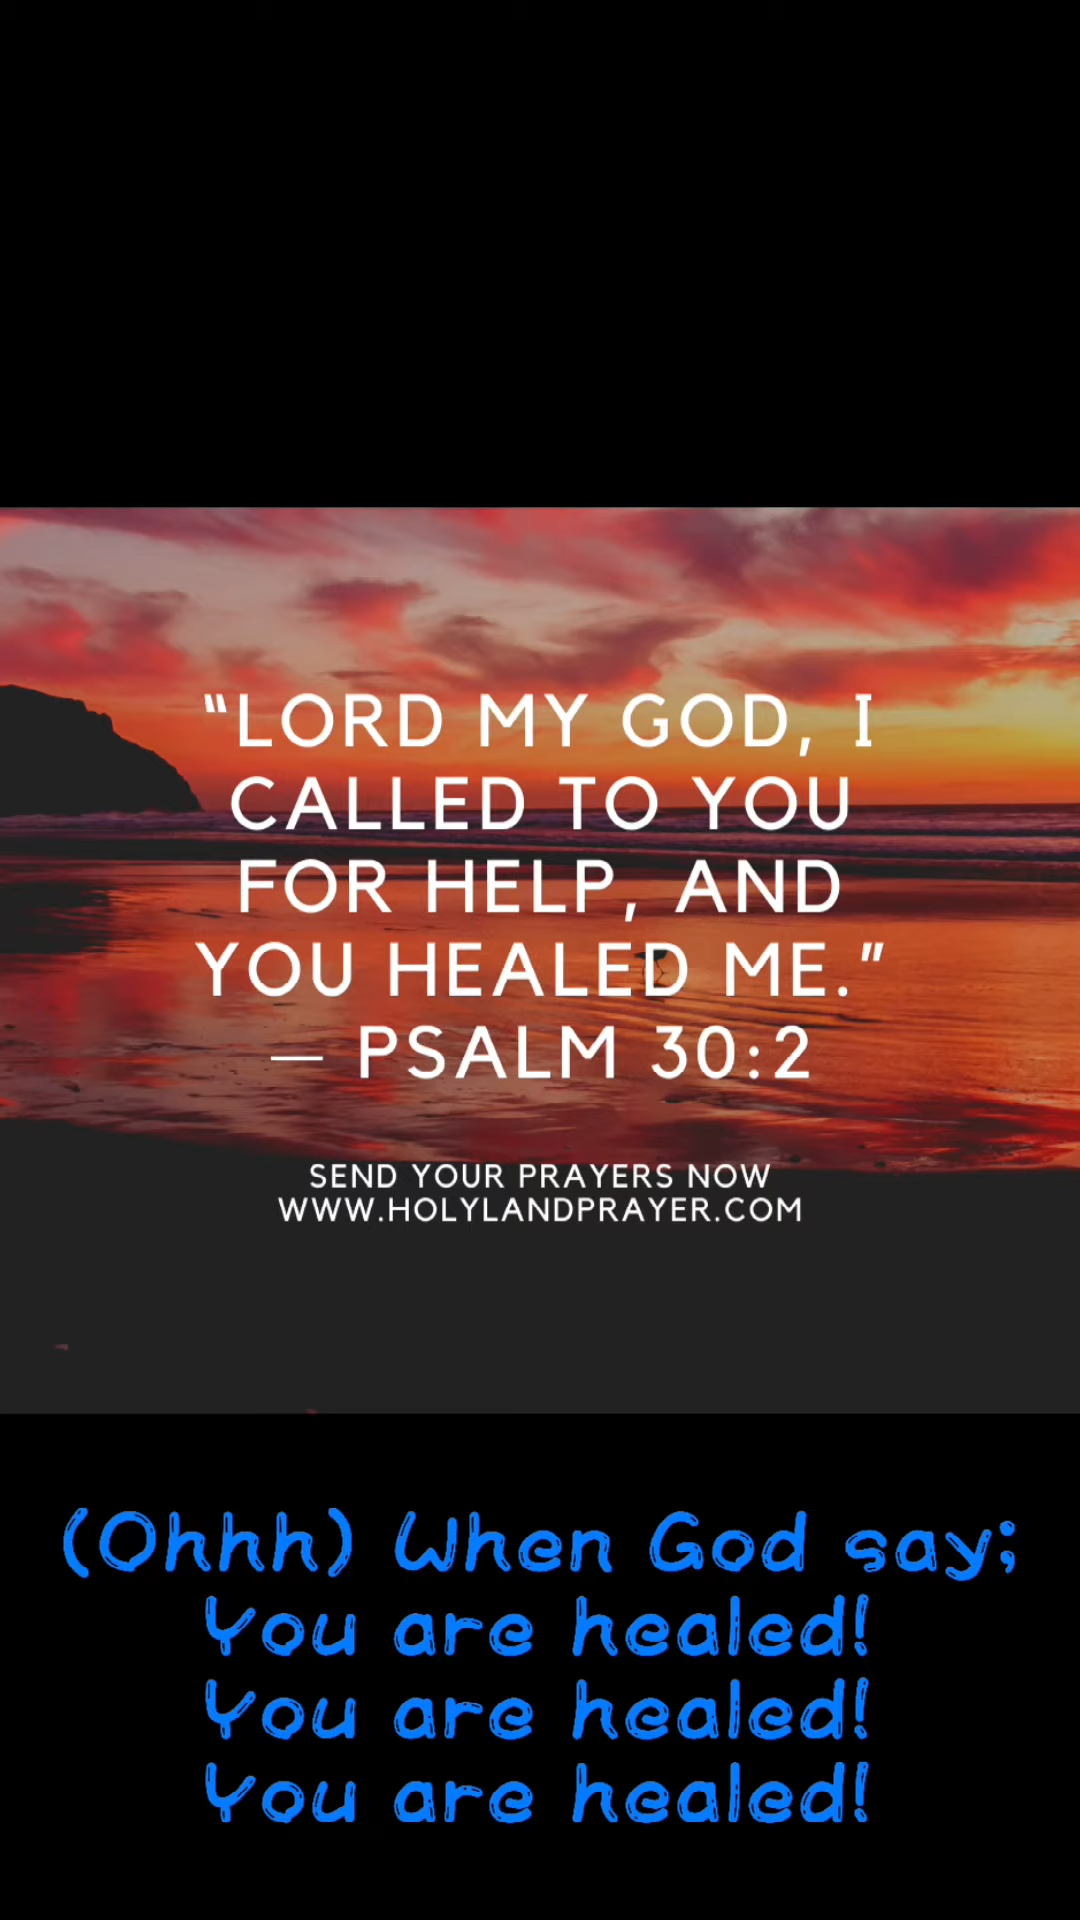 "LORD MY GOD, I
CALLED TO YOU
FOR HELP, AND
YOU HEALED ME."
— PSALM 30:2
SEND YOUR PRAYERS NOW
WWW.HOLYLANDPRAYER.COM
(Ohhh) When God say;
You are healed!
You are healed!
You are healed!